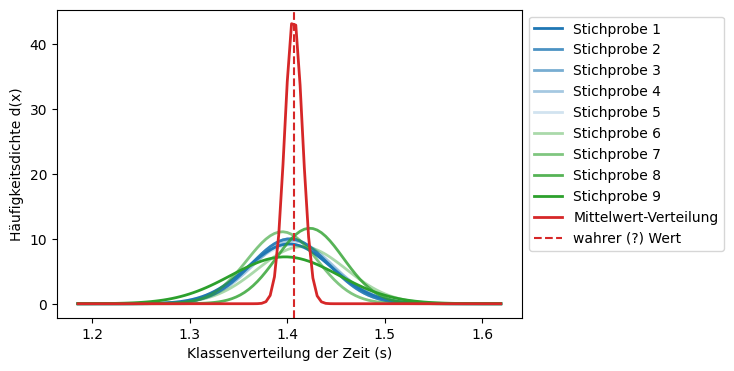 Häufigkeitsdichte d(x)
40
30
20
10
0
1.2 1.3 1.4 1.5 1.6
Klassenverteilung der Zeit (s)
Stichprobe 1
Stichprobe 2
Stichprobe 3
Stichprobe 4
Stichprobe 5
Stichprobe 6
Stichprobe 7
Stichprobe 8
Stichprobe 9
Mittelwert-Verteilung
wahrer (?) Wert